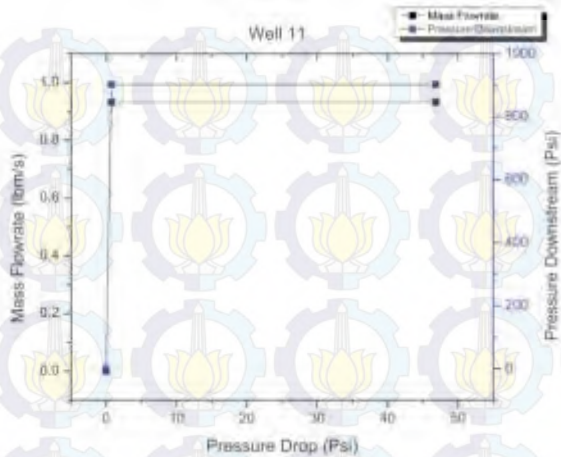 Mass Flowrate
Pressure Downstream
Well 11
1000
1.0
800
0.8
600
0.6
400
0.4
200
0.2
0
0.0
0 10 20 30 40 50
Mass Flowrate (lbm/s)
Pressure Downstream (Psi)
Pressure Drop (Psi)